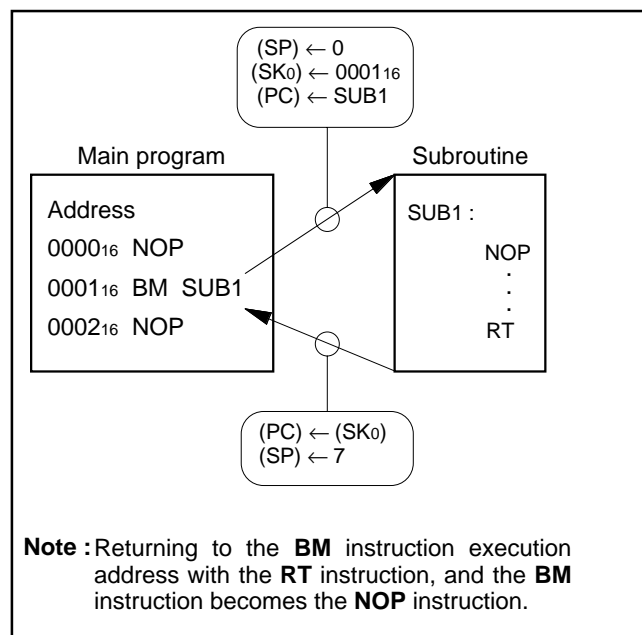 (SP) ← 0
(SK₀) ← 0001₁₆
(PC) ← SUB1
Main program
Subroutine
Address
0000₁₆ NOP
0001₁₆ BM SUB1
0002₁₆ NOP
SUB1 :
NOP
·
·
·
RT
(PC) ← (SK₀)
(SP) ← 7
Note : Returning to the BM instruction execution
address with the RT instruction, and the BM
instruction becomes the NOP instruction.